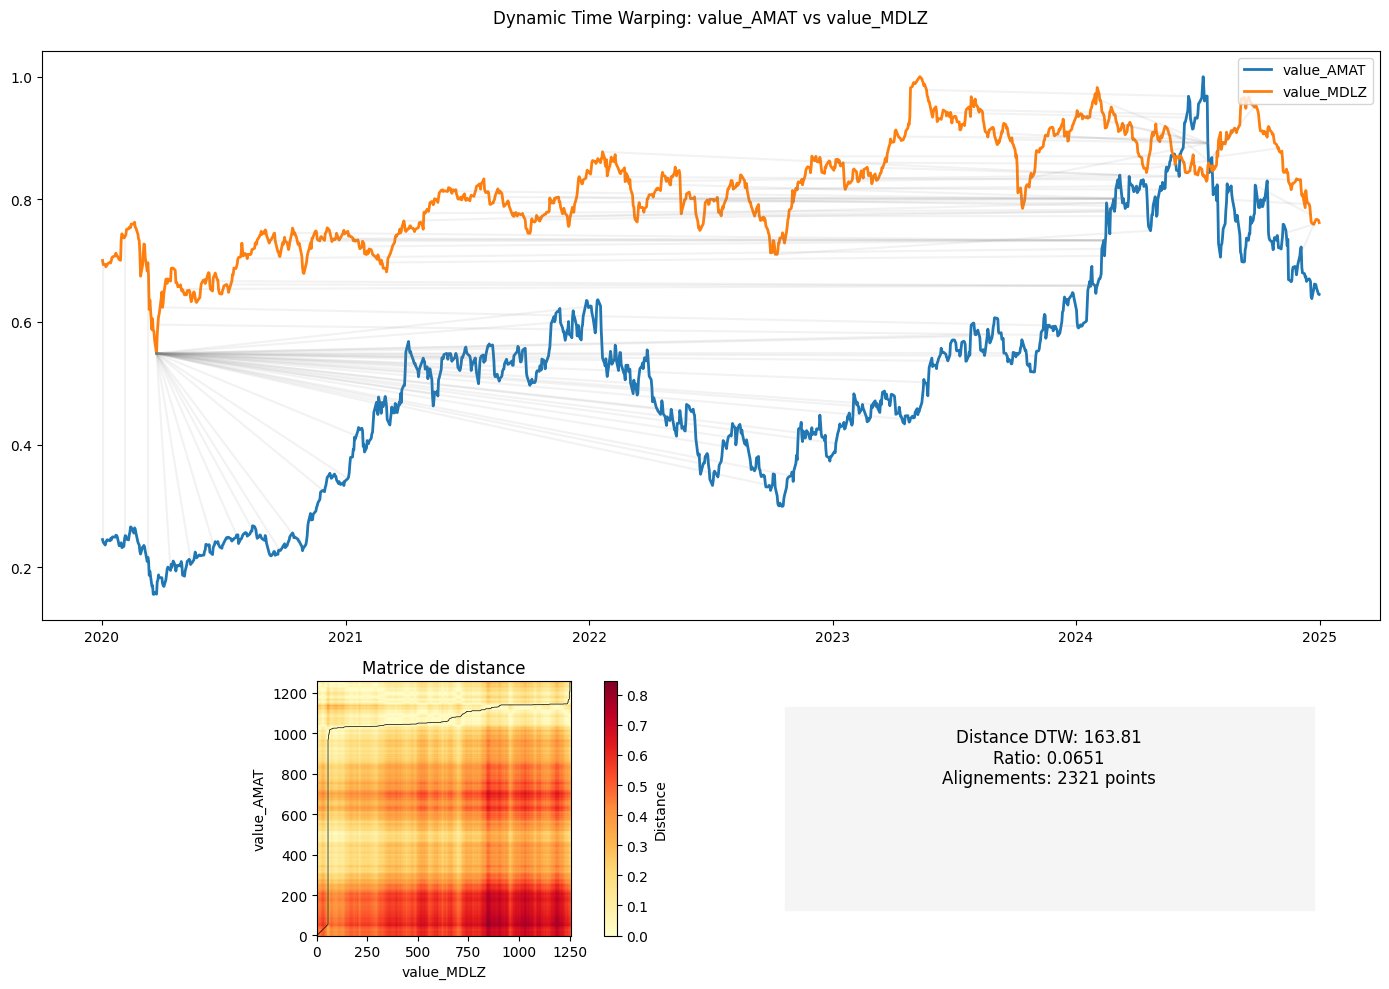 Dynamic Time Warping: value_AMAT vs value_MDLZ
value_AMAT
value_MDLZ
1.0
0.8
0.6
0.4
0.2
2020 2021 2022 2023 2024 2025
Matrice de distance
value_AMAT
1200
1000
800
600
400
200
0
0 250 500 750 1000 1250
value_MDLZ
0.8
0.7
0.6
0.5
0.4
0.3
0.2
0.1
0.0
Distance
Distance DTW: 163.81
Ratio: 0.0651
Alignements: 2321 points